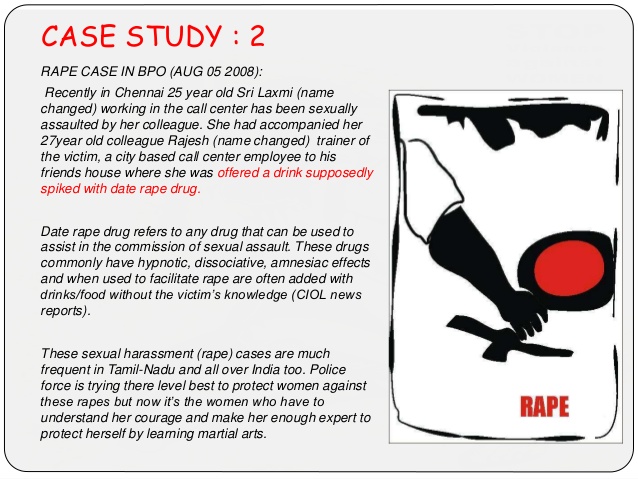 CASE STUDY : 2
RAPE CASE IN BPO (AUG 05 2008):
Recently in Chennai 25 year old Sri Laxmi (name
changed) working in the call center has been sexually
assaulted by her colleague. She had accompanied her
27year old colleague Rajesh (name changed) trainer of
the victim, a city based call center employee to his
friends house where she was offered a drink supposedly
spiked with date rape drug.
Date rape drug refers to any drug that can be used to
assist in the commission of sexual assault. These drugs
commonly have hypnotic, dissociative, amnesiac effects
and when used to facilitate rape are often added with
drinks/food without the victim's knowledge (CIOL news
reports).
These sexual harassment (rape) cases are much
frequent in Tamil-Nadu and all over India too. Police
force is trying there level best to protect women against
these rapes but now it's the women who have to
understand her courage and make her enough expert to
protect herself by learning martial arts.
RAPE